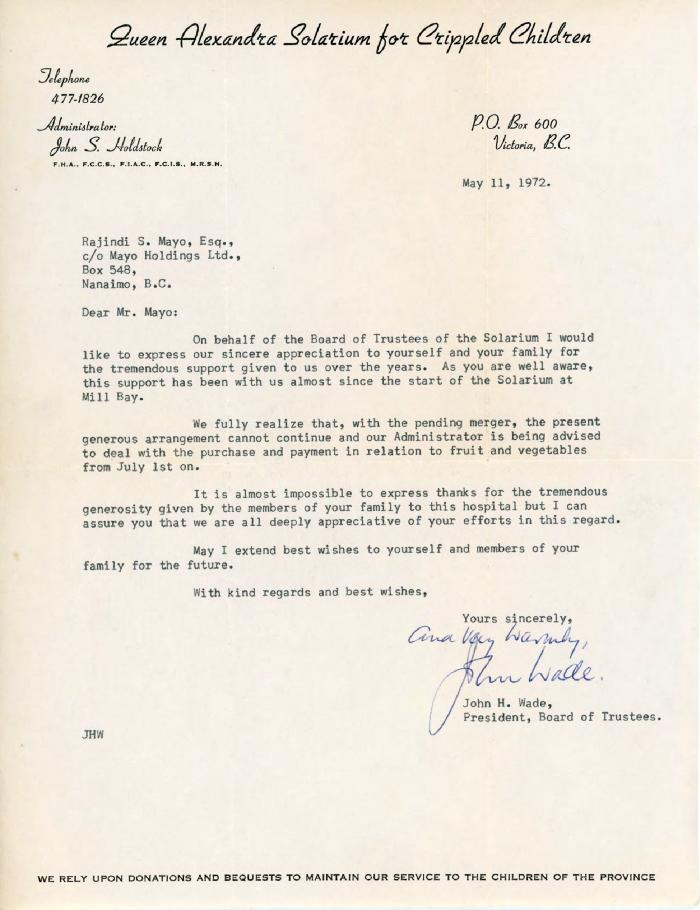 Queen Alexandra Solarium for Crippled Children
Telephone
477-1826
Administrator:
John S. Holdstock
F.H.A., F.C.C.S., F.I.A.C., F.C.I.S., M.R.S.H.
P.O. Box 600
Victoria, B.C.
May 11, 1972.
Rajindi S. Mayo, Esq.,
c/o Mayo Holdings Ltd.,
Box 548,
Nanaimo, B.C.
Dear Mr. Mayo:
On behalf of the Board of Trustees of the Solarium I would
like to express our sincere appreciation to yourself and your family for
the tremendous support given to us over the years. As you are well aware,
this support has been with us almost since the start of the Solarium at
Mill Bay.
We fully realize that, with the pending merger, the present
generous arrangement cannot continue and our Administrator is being advised
to deal with the purchase and payment in relation to fruit and vegetables
from July 1st on.
It is almost impossible to express thanks for the tremendous
generosity given by the members of your family to this hospital but I can
assure you that we are all deeply appreciative of your efforts in this regard.
May I extend best wishes to yourself and members of your
family for the future.
With kind regards and best wishes,
Yours sincerely,
and very warmly,
John Wade.
John H. Wade,
President, Board of Trustees.
JHW
WE RELY UPON DONATIONS AND BEQUESTS TO MAINTAIN OUR SERVICE TO THE CHILDREN OF THE PROVINCE